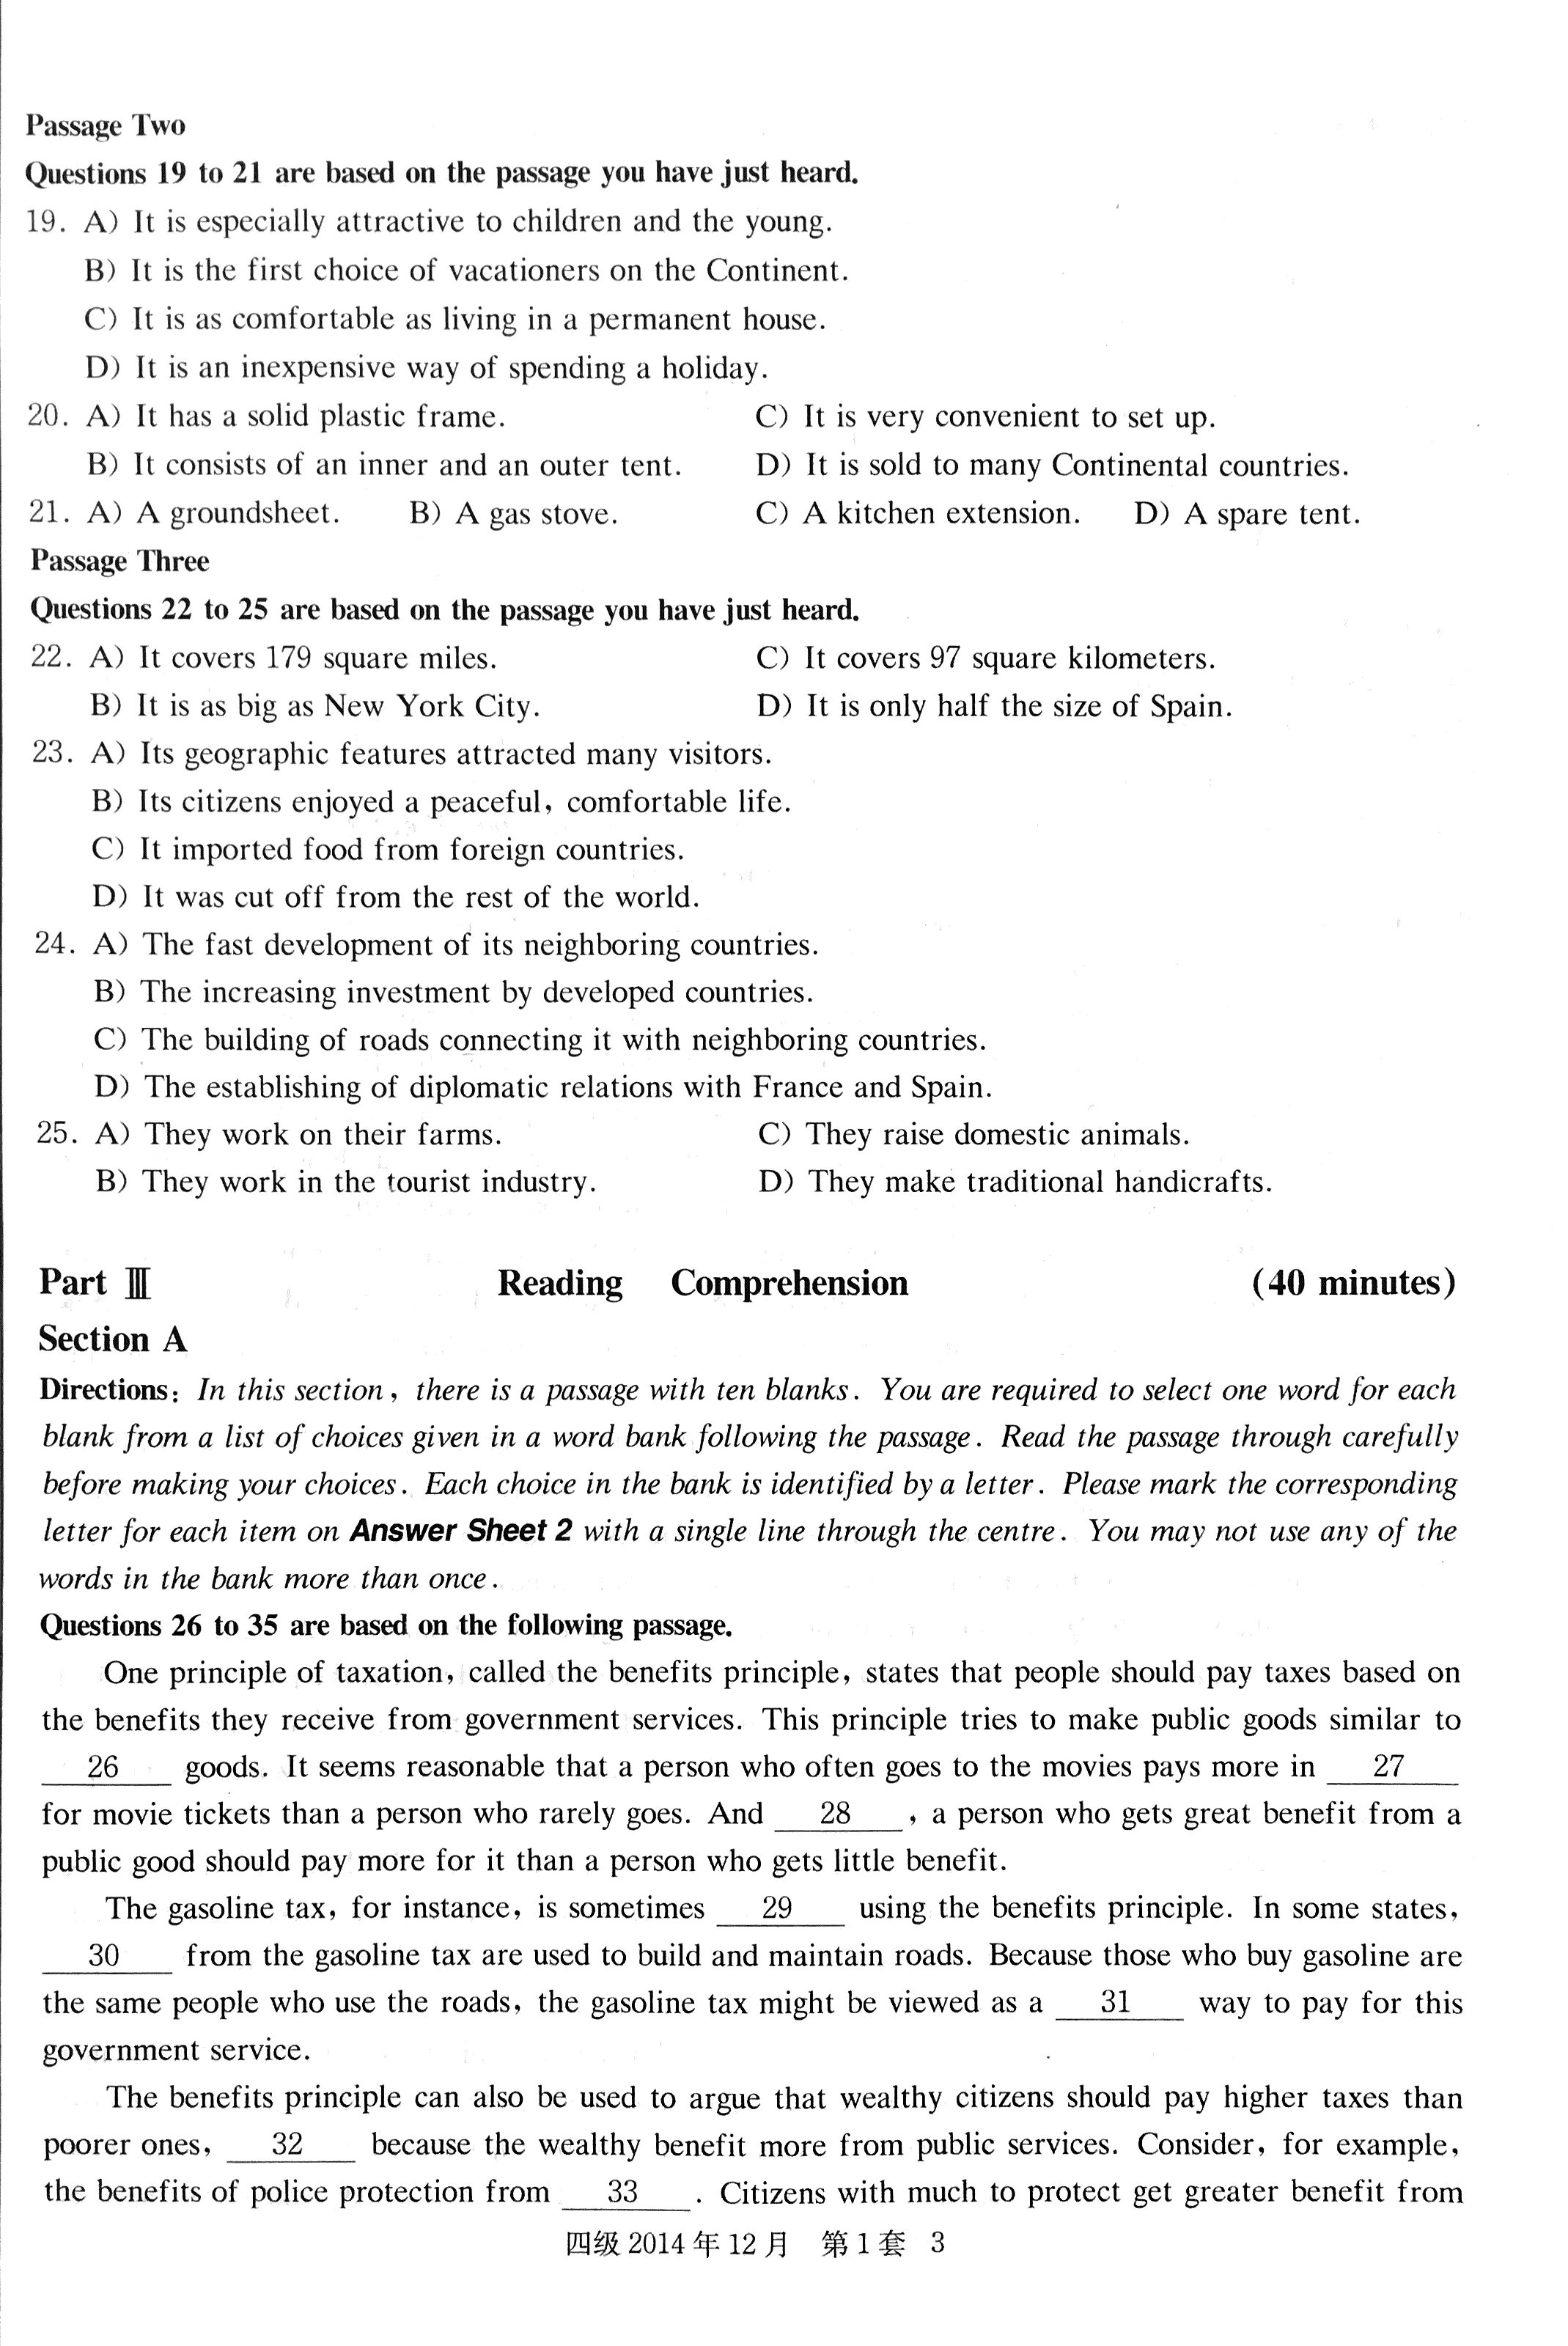 Passage Two
Questions 19 to 21 are based on the passage you have just heard.
19. A) It is especially attractive to children and the young.
B) It is the first choice of vacationers on the Continent.
C) It is as comfortable as living in a permanent house.
D) It is an inexpensive way of spending a holiday.
20. A) It has a solid plastic frame. C) It is very convenient to set up.
B) It consists of an inner and an outer tent. D) It is sold to many Continental countries.
21. A) A groundsheet. B) A gas stove. C) A kitchen extension. D) A spare tent.
Passage Three
Questions 22 to 25 are based on the passage you have just heard.
22. A) It covers 179 square miles. C) It covers 97 square kilometers.
B) It is as big as New York City. D) It is only half the size of Spain.
23. A) Its geographic features attracted many visitors.
B) Its citizens enjoyed a peaceful, comfortable life.
C) It imported food from foreign countries.
D) It was cut off from the rest of the world.
24. A) The fast development of its neighboring countries.
B) The increasing investment by developed countries.
C) The building of roads connecting it with neighboring countries.
D) The establishing of diplomatic relations with France and Spain.
25. A) They work on their farms. C) They raise domestic animals.
B) They work in the tourist industry. D) They make traditional handicrafts.
Part Ⅲ Reading Comprehension (40 minutes)
Section A
Directions: In this section, there is a passage with ten blanks. You are required to select one word for each
blank from a list of choices given in a word bank following the passage. Read the passage through carefully
before making your choices. Each choice in the bank is identified by a letter. Please mark the corresponding
letter for each item on Answer Sheet 2 with a single line through the centre. You may not use any of the
words in the bank more than once.
Questions 26 to 35 are based on the following passage.
One principle of taxation, called the benefits principle, states that people should pay taxes based on
the benefits they receive from government services. This principle tries to make public goods similar to
26 goods. It seems reasonable that a person who often goes to the movies pays more in 27
for movie tickets than a person who rarely goes. And 28 , a person who gets great benefit from a
public good should pay more for it than a person who gets little benefit.
The gasoline tax, for instance, is sometimes 29 using the benefits principle. In some states,
30 from the gasoline tax are used to build and maintain roads. Because those who buy gasoline are
the same people who use the roads, the gasoline tax might be viewed as a 31 way to pay for this
government service.
The benefits principle can also be used to argue that wealthy citizens should pay higher taxes than
poorer ones, 32 because the wealthy benefit more from public services. Consider, for example,
the benefits of police protection from 33 . Citizens with much to protect get greater benefit from
四级 2014 年 12 月 第 1 套 3